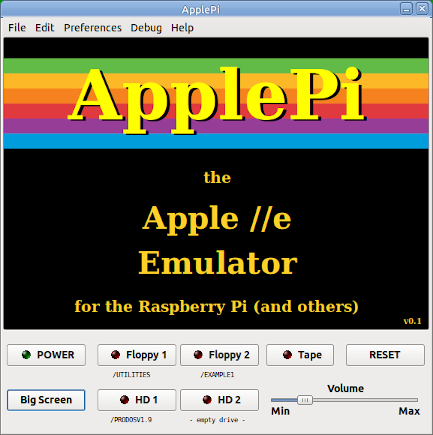 ApplePi
File Edit Preferences Debug Help
ApplePi
the
Apple //e
Emulator
for the Raspberry Pi (and others)
v0.1
POWER Floppy 1 Floppy 2 Tape RESET
/UTILITIES /EXAMPLE1
Volume
Big Screen HD 1 HD 2
Min Max
/PRODOSV1.9 - empty drive -